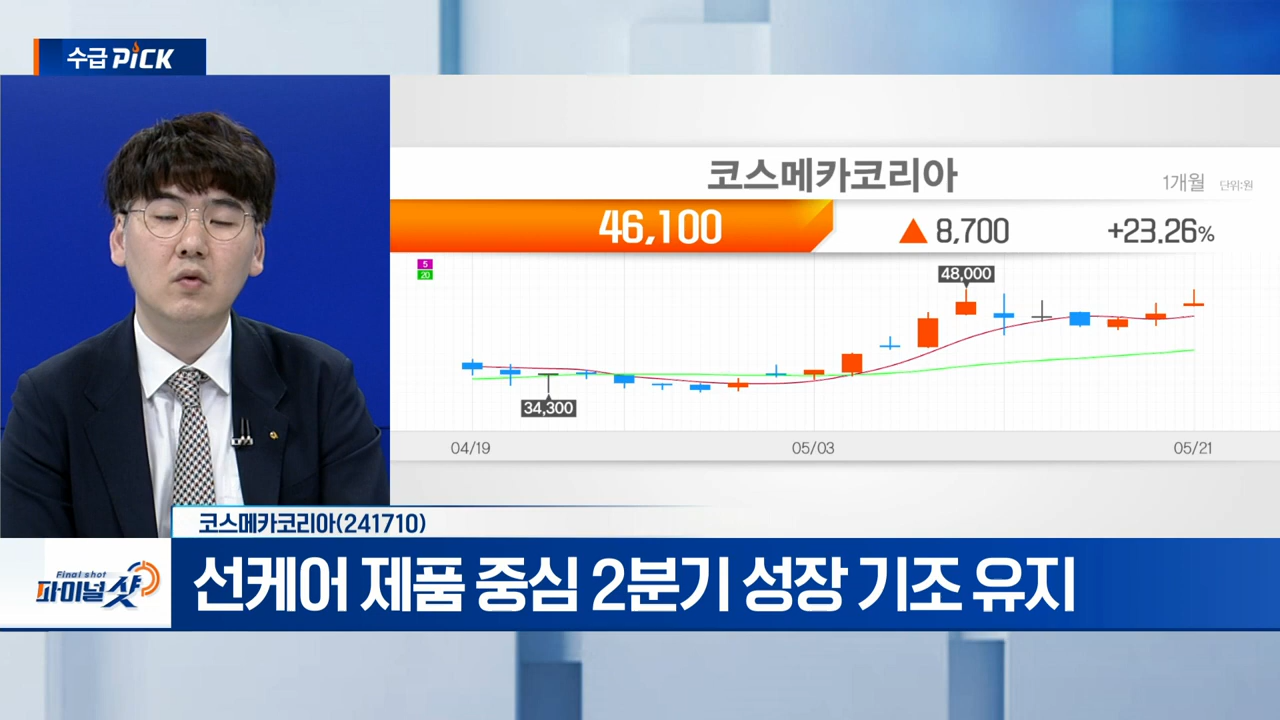 수급 PiCK
코스메카코리아
1개월 단위:원
46,100 ▲ 8,700 +23.26%
5
20
48,000
34,300
04/19 05/03 05/21
코스메카코리아(241710)
Final shot
파이널샷
선케어 제품 중심 2분기 성장 기조 유지